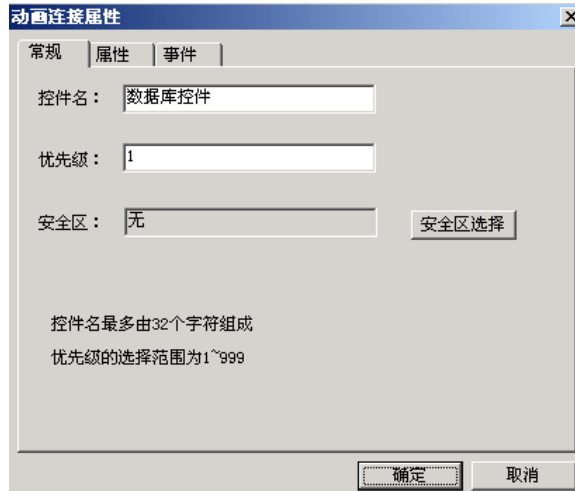 动画连接属性
常规 属性 事件
控件名： 数据库控件
优先级： 1
安全区： 无 安全区选择
控件名最多由32个字符组成
优先级的选择范围为1~999
确定 取消